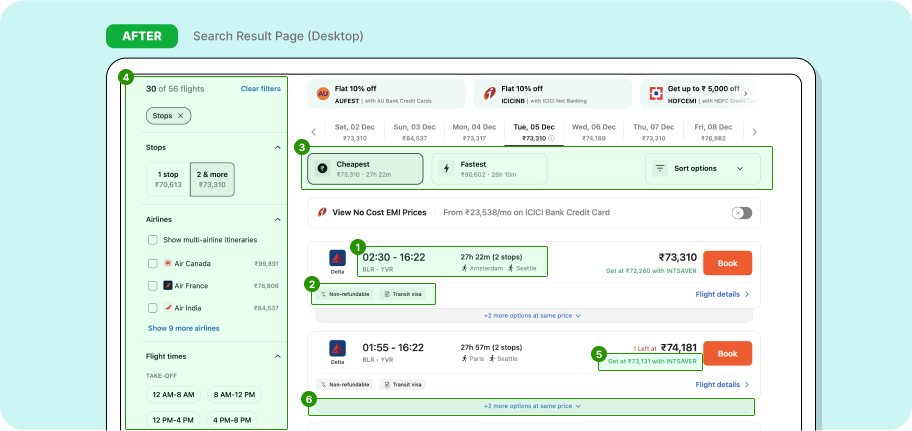 AFTER
Search Result Page (Desktop)
4
30 of 56 flights
Clear filters
Stops ✕
Stops
1 stop
₹70,613
2 & more
₹73,310
Airlines
Show multi-airline itineraries
Air Canada ₹99,891
Air France ₹76,806
Air India ₹84,537
Show 9 more airlines
Flight times
TAKE-OFF
12 AM-8 AM
8 AM-12 PM
12 PM-4 PM
4 PM-8 PM
AU
Flat 10% off
AUFEST | with AU Bank Credit Cards
Flat 10% off
ICICINB | with ICICI Net Banking
Get up to ₹ 5,000 off
HDFCEMI | with HDFC
Sat, 02 Dec
₹73,310
Sun, 03 Dec
₹84,537
Mon, 04 Dec
₹73,317
Tue, 05 Dec
₹73,310
Wed, 06 Dec
₹74,189
Thu, 07 Dec
₹73,310
Fri, 08 Dec
₹76,982
3
Cheapest
₹73,310 · 27h 22m
Fastest
₹90,602 · 26h 10m
Sort options
View No Cost EMI Prices
From ₹23,538/mo on ICICI Bank Credit Card
1
Delta
02:30 - 16:22
BLR - YVR
27h 22m (2 stops)
Amsterdam Seattle
₹73,310
Get at ₹72,260 with INTSAVER
Book
2
Non-refundable
Transit visa
Flight details
+2 more options at same price
Delta
01:55 - 16:22
BLR - YVR
27h 57m (2 stops)
Paris Seattle
1 Left at ₹74,181
5
Get at ₹73,131 with INTSAVER
Book
Non-refundable
Transit visa
Flight details
6
+2 more options at same price